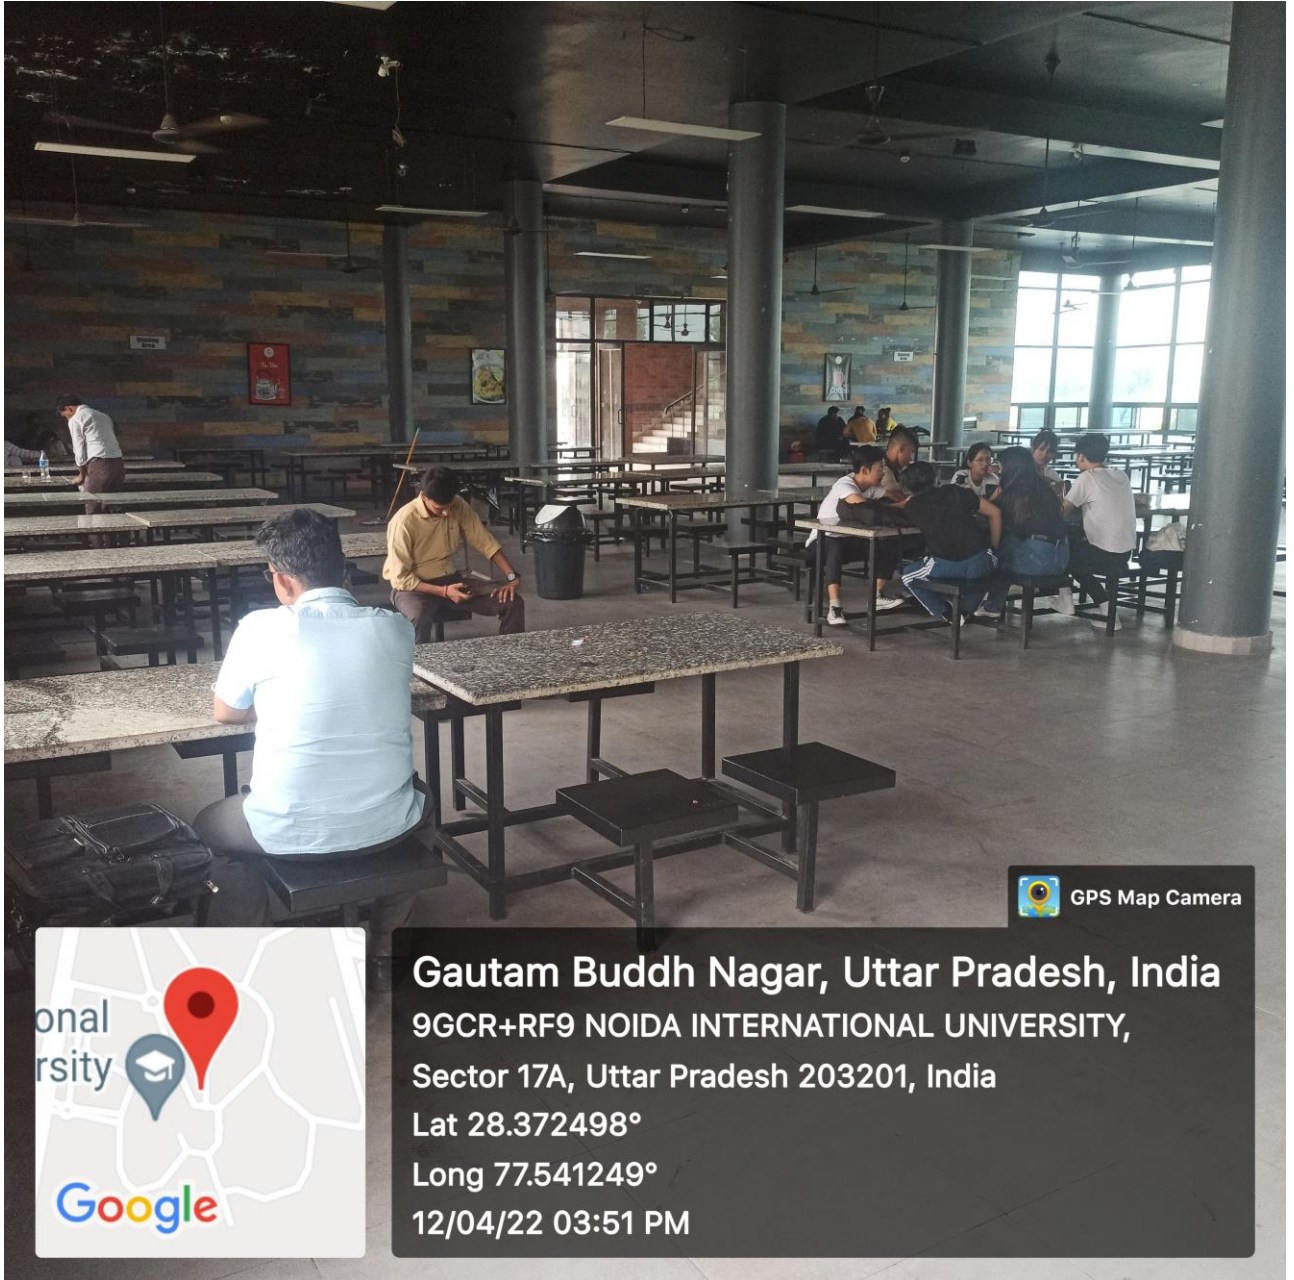 GPS Map Camera
Gautam Buddh Nagar, Uttar Pradesh, India
9GCR+RF9 NOIDA INTERNATIONAL UNIVERSITY,
Sector 17A, Uttar Pradesh 203201, India
Lat 28.372498°
Long 77.541249°
12/04/22 03:51 PM
onal
rsity
Google